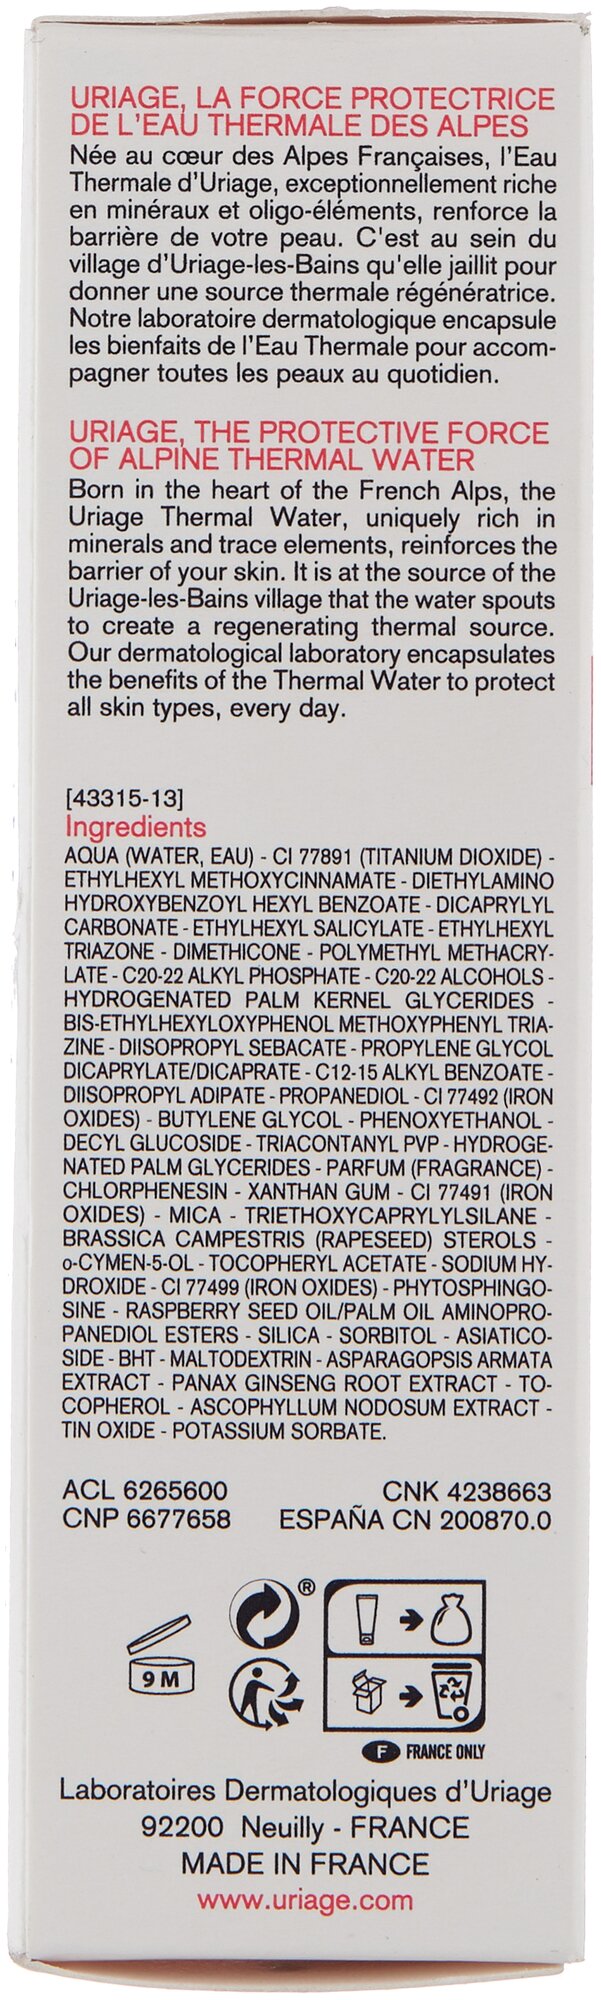 URIAGE, LA FORCE PROTECTRICE
DE L'EAU THERMALE DES ALPES
Née au cœur des Alpes Françaises, l'Eau
Thermale d'Uriage, exceptionnellement riche
en minéraux et oligo-éléments, renforce la
barrière de votre peau. C'est au sein du
village d'Uriage-les-Bains qu'elle jaillit pour
donner une source thermale régénératrice.
Notre laboratoire dermatologique encapsule
les bienfaits de l'Eau Thermale pour accom-
pagner toutes les peaux au quotidien.
URIAGE, THE PROTECTIVE FORCE
OF ALPINE THERMAL WATER
Born in the heart of the French Alps, the
Uriage Thermal Water, uniquely rich in
minerals and trace elements, reinforces the
barrier of your skin. It is at the source of the
Uriage-les-Bains village that the water spouts
to create a regenerating thermal source.
Our dermatological laboratory encapsulates
the benefits of the Thermal Water to protect
all skin types, every day.
[43315-13]
Ingredients
AQUA (WATER, EAU) - CI 77891 (TITANIUM DIOXIDE) -
ETHYLHEXYL METHOXYCINNAMATE - DIETHYLAMINO
HYDROXYBENZOYL HEXYL BENZOATE - DICAPRYLYL
CARBONATE - ETHYLHEXYL SALICYLATE - ETHYLHEXYL
TRIAZONE - DIMETHICONE - POLYMETHYL METHACRY-
LATE - C20-22 ALKYL PHOSPHATE - C20-22 ALCOHOLS -
HYDROGENATED PALM KERNEL GLYCERIDES -
BIS-ETHYLHEXYLOXYPHENOL METHOXYPHENYL TRIA-
ZINE - DIISOPROPYL SEBACATE - PROPYLENE GLYCOL
DICAPRYLATE/DICAPRATE - C12-15 ALKYL BENZOATE -
DIISOPROPYL ADIPATE - PROPANEDIOL - CI 77492 (IRON
OXIDES) - BUTYLENE GLYCOL - PHENOXYETHANOL -
DECYL GLUCOSIDE - TRIACONTANYL PVP - HYDROGE-
NATED PALM GLYCERIDES - PARFUM (FRAGRANCE) -
CHLORPHENESIN - XANTHAN GUM - CI 77491 (IRON
OXIDES) - MICA - TRIETHOXYCAPRYLYLSILANE -
BRASSICA CAMPESTRIS (RAPESEED) STEROLS -
o-CYMEN-5-OL - TOCOPHERYL ACETATE - SODIUM HY-
DROXIDE - CI 77499 (IRON OXIDES) - PHYTOSPHINGO-
SINE - RASPBERRY SEED OIL/PALM OIL AMINOPRO-
PANEDIOL ESTERS - SILICA - SORBITOL - ASIATICO-
SIDE - BHT - MALTODEXTRIN - ASPARAGOPSIS ARMATA
EXTRACT - PANAX GINSENG ROOT EXTRACT - TO-
COPHEROL - ASCOPHYLLUM NODOSUM EXTRACT -
TIN OXIDE - POTASSIUM SORBATE.
ACL 6265600 CNK 4238663
CNP 6677658 ESPAÑA CN 200870.0
®
9 M
F FRANCE ONLY
Laboratoires Dermatologiques d'Uriage
92200 Neuilly - FRANCE
MADE IN FRANCE
www.uriage.com